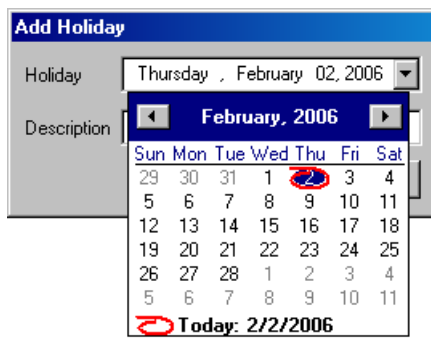 Add Holiday
Holiday Thursday , February 02, 2006
Description
February, 2006
Sun Mon Tue Wed Thu Fri Sat
29 30 31 1 2 3 4
5 6 7 8 9 10 11
12 13 14 15 16 17 18
19 20 21 22 23 24 25
26 27 28 1 2 3 4
5 6 7 8 9 10 11
Today: 2/2/2006